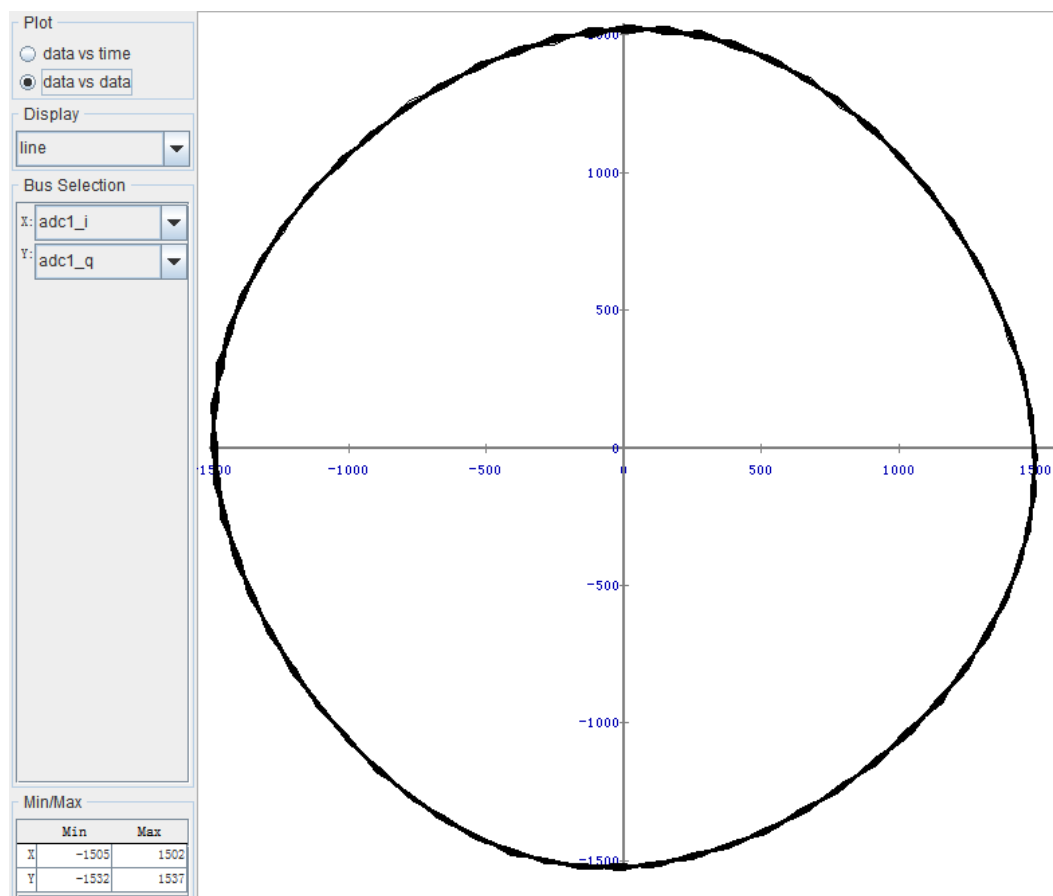 Plot
data vs time
data vs data
Display
line
Bus Selection
X: adc1_i
Y: adc1_q
Min/Max
Min Max
X -1505 1502
Y -1532 1537
1000
500
0
-1500 -1000 -500 0 500 1000 1500
-500
-1000
-1500